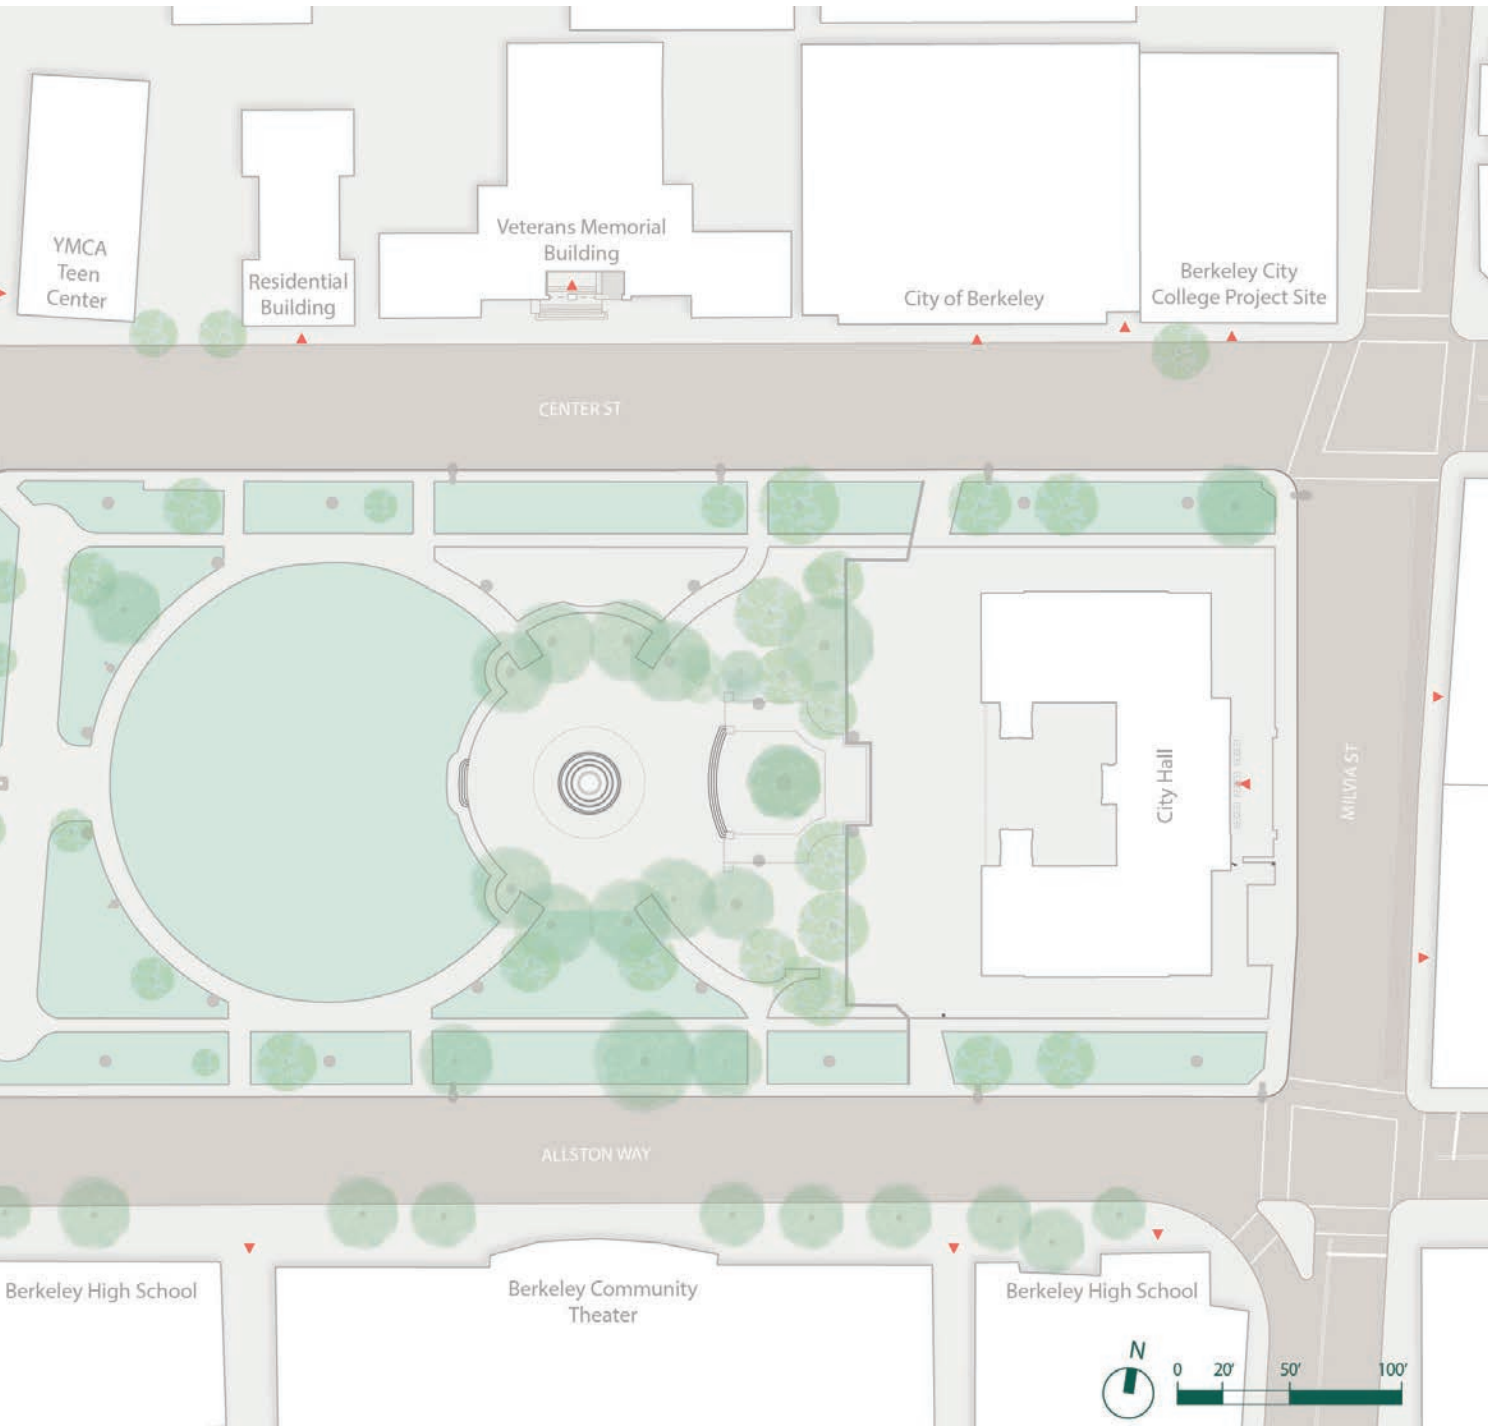 YMCA
Teen
Center
Residential
Building
Veterans Memorial
Building
City of Berkeley
Berkeley City
College Project Site
CENTER ST
City Hall
MILVIA ST
ALLSTON WAY
Berkeley High School
Berkeley Community
Theater
Berkeley High School
N
0 20' 50' 100'